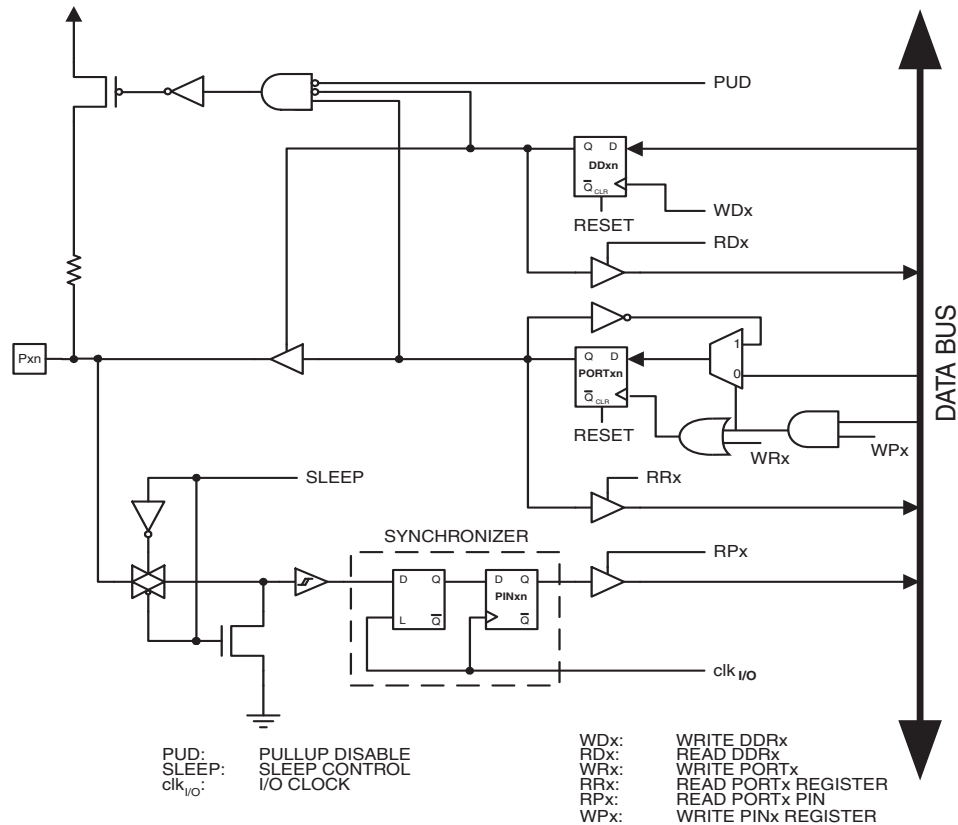 PUD
Q D
DDxn
Q CLR
WDx
RESET
RDx
1
Pxn
Q D
PORTxn
0
Q CLR
RESET
WRx
WPx
DATA BUS
SLEEP
RRx
SYNCHRONIZER
RPx
D Q
L Q
D Q
PINxn
Q
clk I/O
PUD: PULLUP DISABLE
SLEEP: SLEEP CONTROL
clkI/O: I/O CLOCK
WDx: WRITE DDRx
RDx: READ DDRx
WRx: WRITE PORTx
RRx: READ PORTx REGISTER
RPx: READ PORTx PIN
WPx: WRITE PINx REGISTER